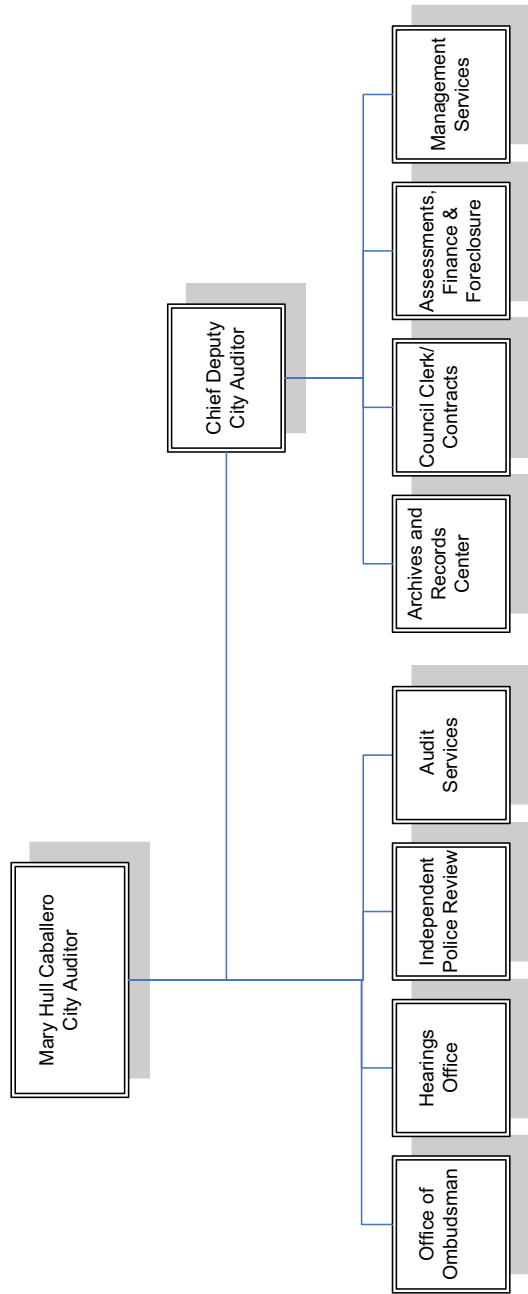 Mary Hull Caballero
City Auditor
Chief Deputy
City Auditor
Office of
Ombudsman
Hearings
Office
Independent
Police Review
Audit
Services
Archives and
Records
Center
Council Clerk/
Contracts
Assessments,
Finance &
Foreclosure
Management
Services